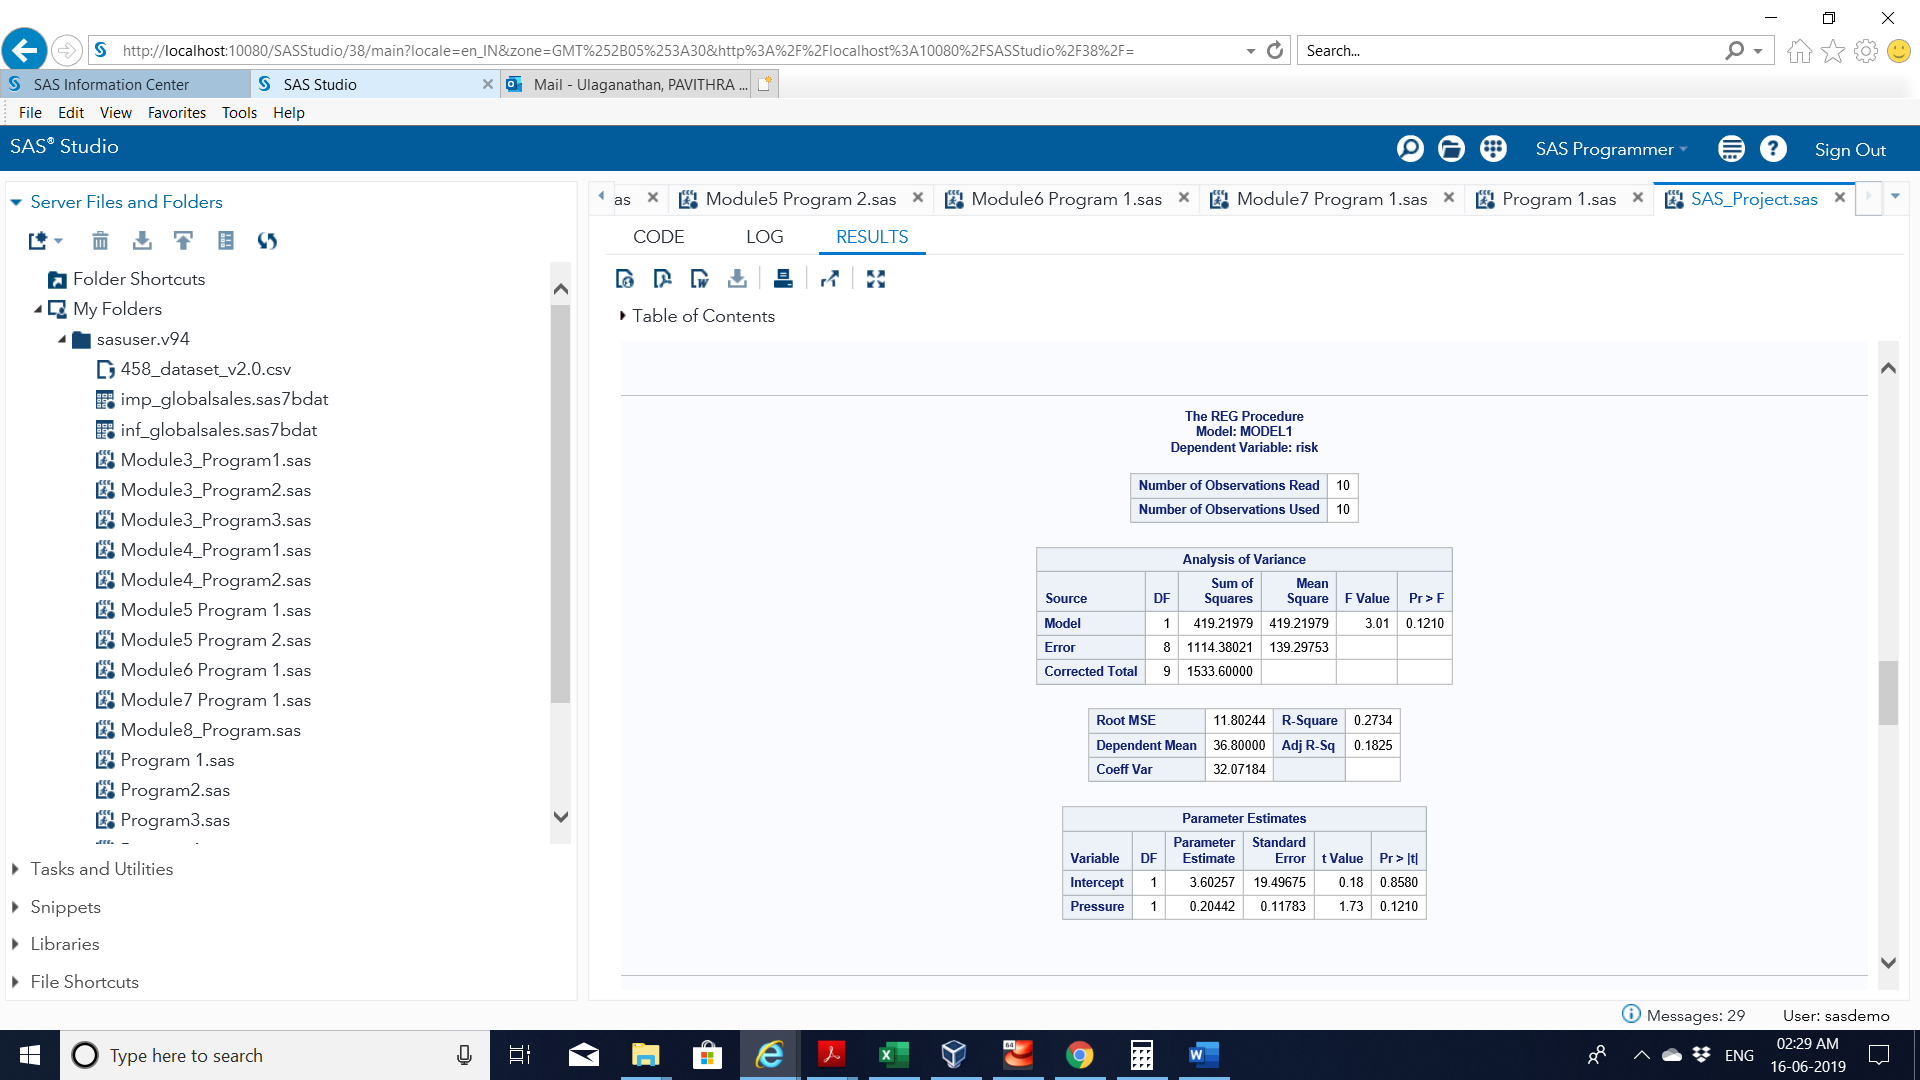 http://localhost:10080/SASStudio/38/main?locale=en_IN&zone=GMT%252B05%253A30&http%3A%2F%2Flocalhost%3A10080%2FSASStudio%2F38%2F=
Search...
SAS Information Center
SAS Studio
Mail - Ulaganathan, PAVITHRA ...
File Edit View Favorites Tools Help
SAS® Studio
SAS Programmer
Sign Out
Server Files and Folders
Folder Shortcuts
My Folders
sasuser.v94
458_dataset_v2.0.csv
imp_globalsales.sas7bdat
inf_globalsales.sas7bdat
Module3_Program1.sas
Module3_Program2.sas
Module3_Program3.sas
Module4_Program1.sas
Module4_Program2.sas
Module5 Program 1.sas
Module5 Program 2.sas
Module6 Program 1.sas
Module7 Program 1.sas
Module8_Program.sas
Program 1.sas
Program2.sas
Program3.sas
Tasks and Utilities
Snippets
Libraries
File Shortcuts
as
Module5 Program 2.sas
Module6 Program 1.sas
Module7 Program 1.sas
Program 1.sas
SAS_Project.sas
CODE LOG RESULTS
Table of Contents
The REG Procedure
Model: MODEL1
Dependent Variable: risk
Number of Observations Read 10
Number of Observations Used 10
Analysis of Variance
Source DF Sum of Squares Mean Square F Value Pr > F
Model 1 419.21979 419.21979 3.01 0.1210
Error 8 1114.38021 139.29753
Corrected Total 9 1533.60000
Root MSE 11.80244 R-Square 0.2734
Dependent Mean 36.80000 Adj R-Sq 0.1825
Coeff Var 32.07184
Parameter Estimates
Variable DF Parameter Estimate Standard Error t Value Pr > |t|
Intercept 1 3.60257 19.49675 0.18 0.8580
Pressure 1 0.20442 0.11783 1.73 0.1210
Messages: 29
User: sasdemo
Type here to search
ENG
02:29 AM
16-06-2019